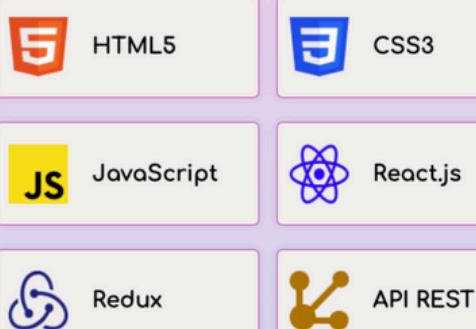 HTML5
CSS3
JS
JavaScript
React.js
Redux
API REST